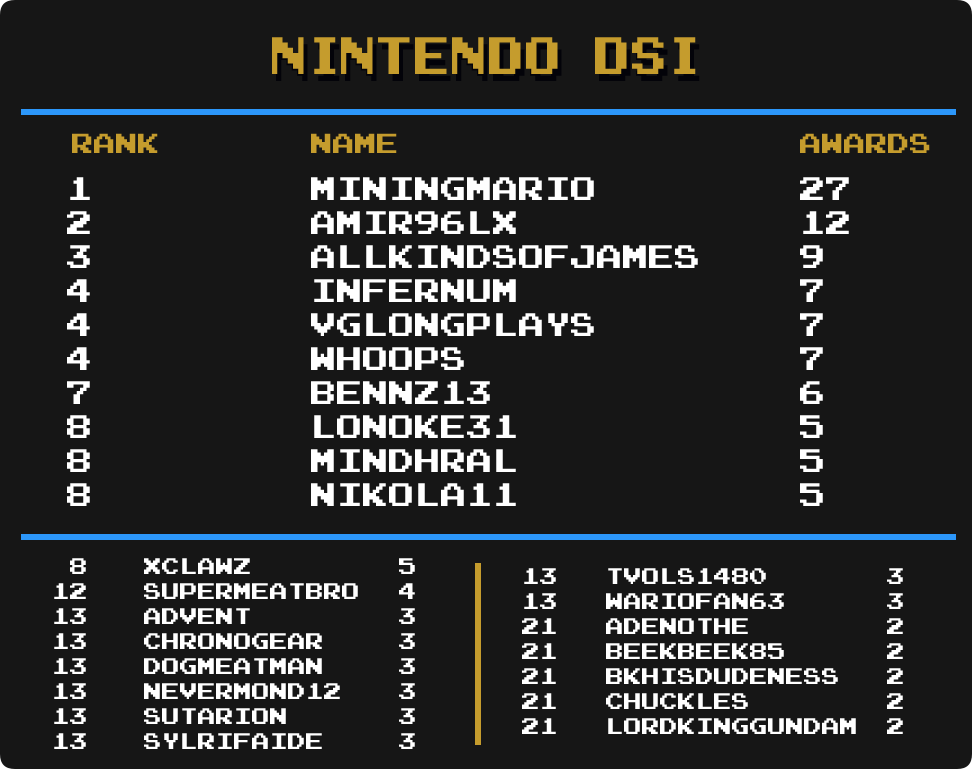 NINTENDO DSI
RANK NAME AWARDS
1 MININGMARIO 27
2 AMIR96LX 12
3 ALLKINDSOFJAMES 9
4 INFERNUM 7
4 VGLONGPLAYS 7
4 WHOOPS 7
7 BENNZ13 6
8 LONOKE31 5
8 MINDHRAL 5
8 NIKOLA11 5
8 XCLAWZ 5
12 SUPERMEATBRO 4
13 ADVENT 3
13 CHRONOGEAR 3
13 DOGMEATMAN 3
13 NEVERMOND12 3
13 SUTARION 3
13 SYLRIFAIDE 3
13 TVOLS1480 3
13 WARIOFAN63 3
21 ADENOTHE 2
21 BEEKBEEK85 2
21 BKHISDUDENESS 2
21 CHUCKLES 2
21 LORDKINGGUNDAM 2